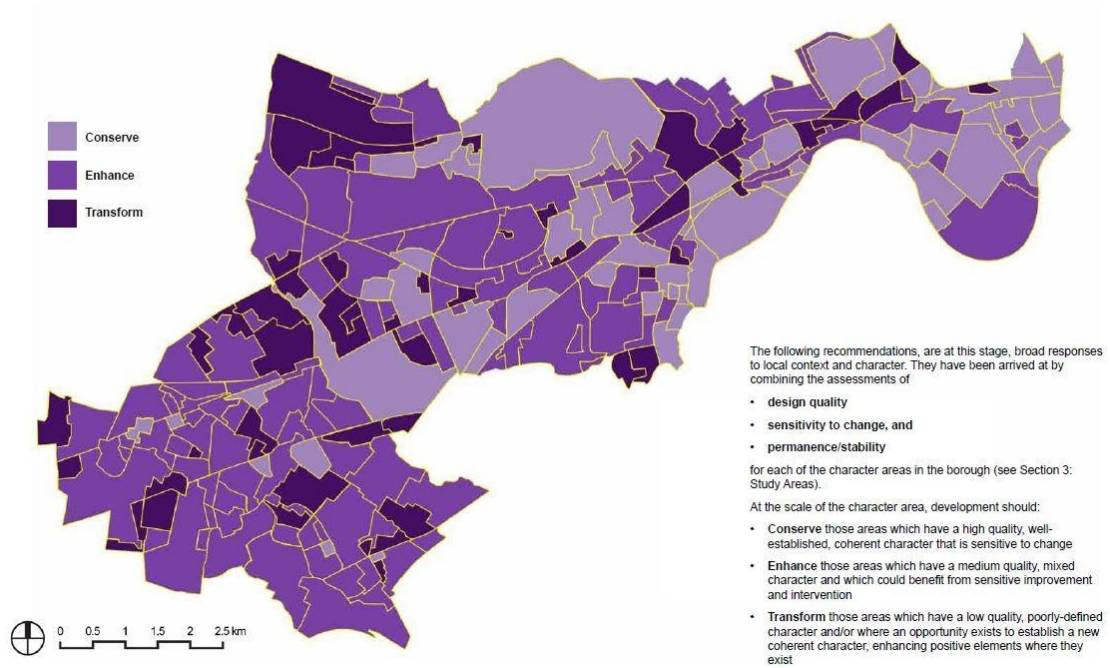 Conserve
Enhance
Transform
The following recommendations, are at this stage, broad responses
to local context and character. They have been arrived at by
combining the assessments of
• design quality
• sensitivity to change, and
• permanence/stability
for each of the character areas in the borough (see Section 3:
Study Areas).
At the scale of the character area, development should:
• Conserve those areas which have a high quality, well-
established, coherent character that is sensitive to change
• Enhance those areas which have a medium quality, mixed
character and which could benefit from sensitive improvement
and intervention
• Transform those areas which have a low quality, poorly-defined
character and/or where an opportunity exists to establish a new
coherent character, enhancing positive elements where they
exist
0 0.5 1 1.5 2 2.5 km